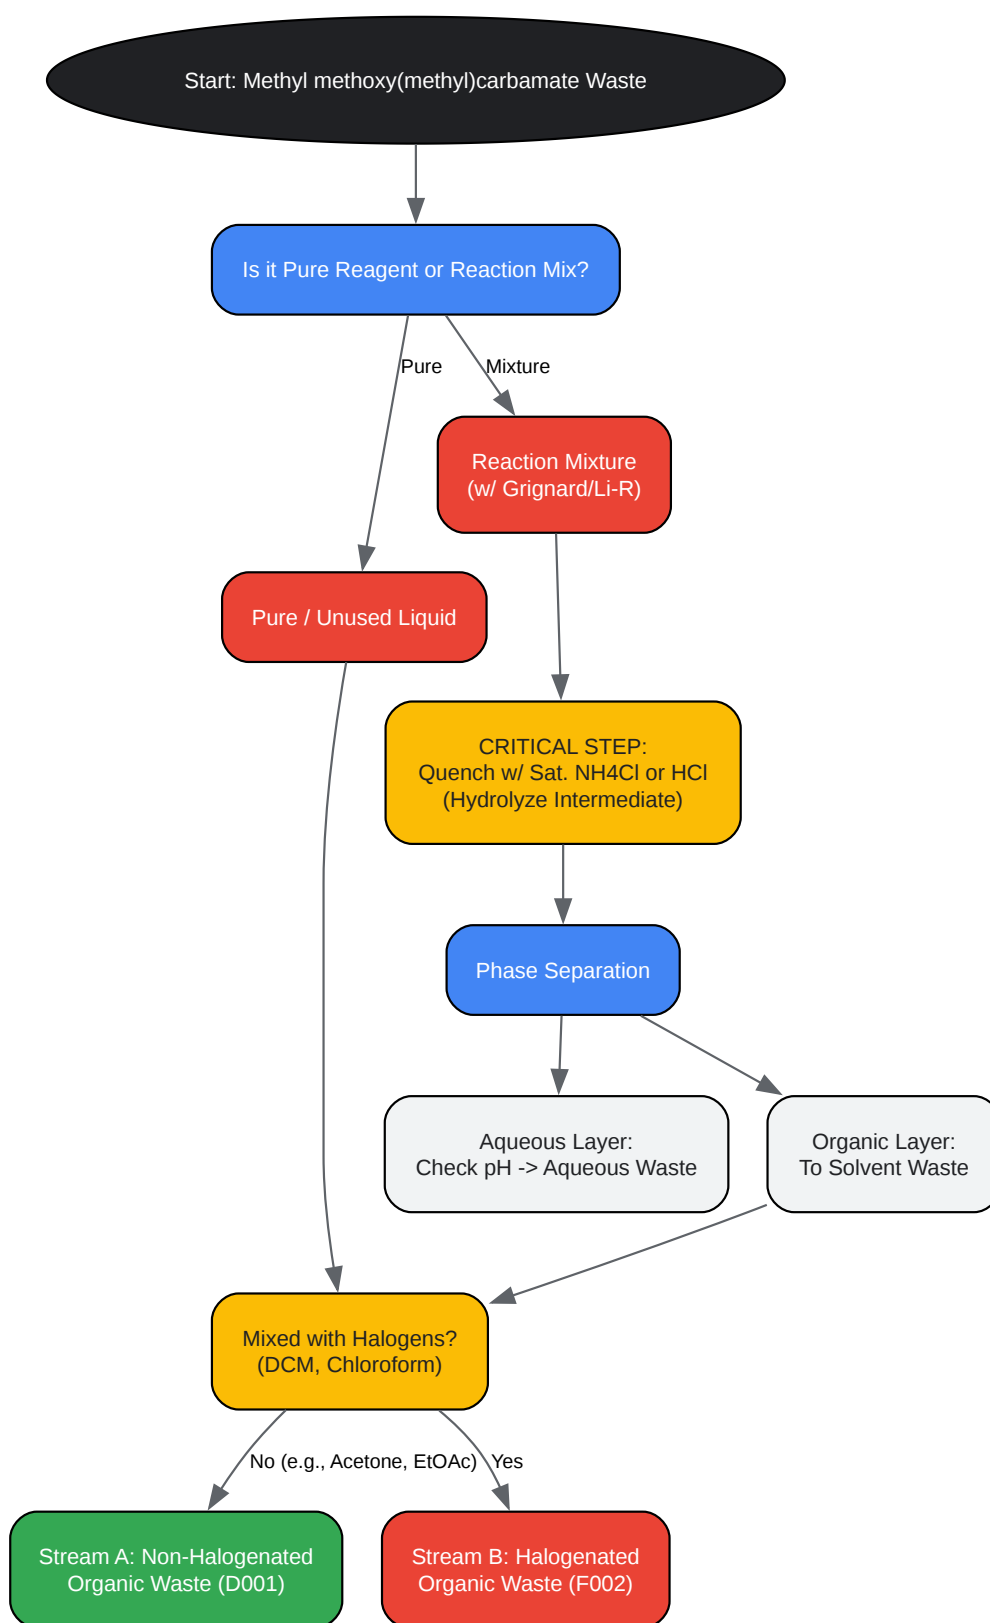 Start: Methyl methoxy(methyl)carbamate Waste
Is it Pure Reagent or Reaction Mix?
Pure
Mixture
Reaction Mixture
(w/ Grignard/Li-R)
Pure / Unused Liquid
CRITICAL STEP:
Quench w/ Sat. NH4Cl or HCl
(Hydrolyze Intermediate)
Phase Separation
Aqueous Layer:
Check pH -> Aqueous Waste
Organic Layer:
To Solvent Waste
Mixed with Halogens?
(DCM, Chloroform)
No (e.g., Acetone, EtOAc)
Yes
Stream A: Non-Halogenated
Organic Waste (D001)
Stream B: Halogenated
Organic Waste (F002)